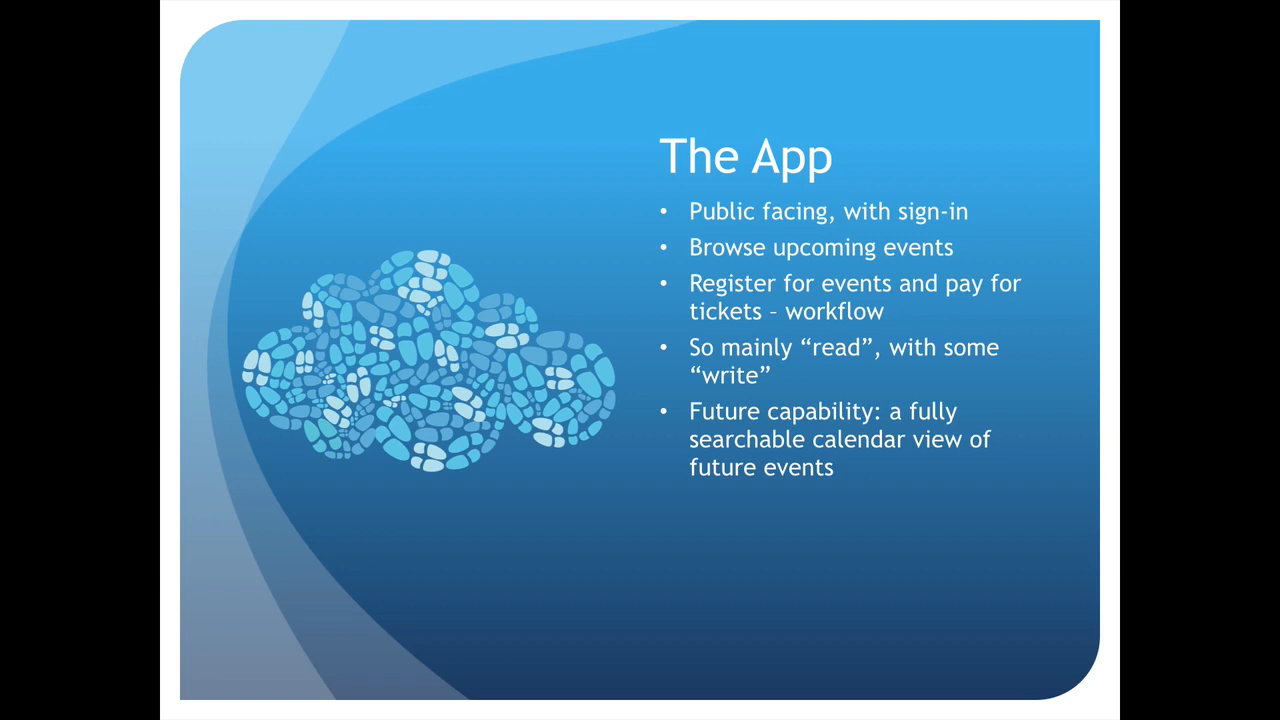 The App
• Public facing, with sign-in
• Browse upcoming events
• Register for events and pay for
tickets – workflow
• So mainly “read”, with some
“write”
• Future capability: a fully
searchable calendar view of
future events